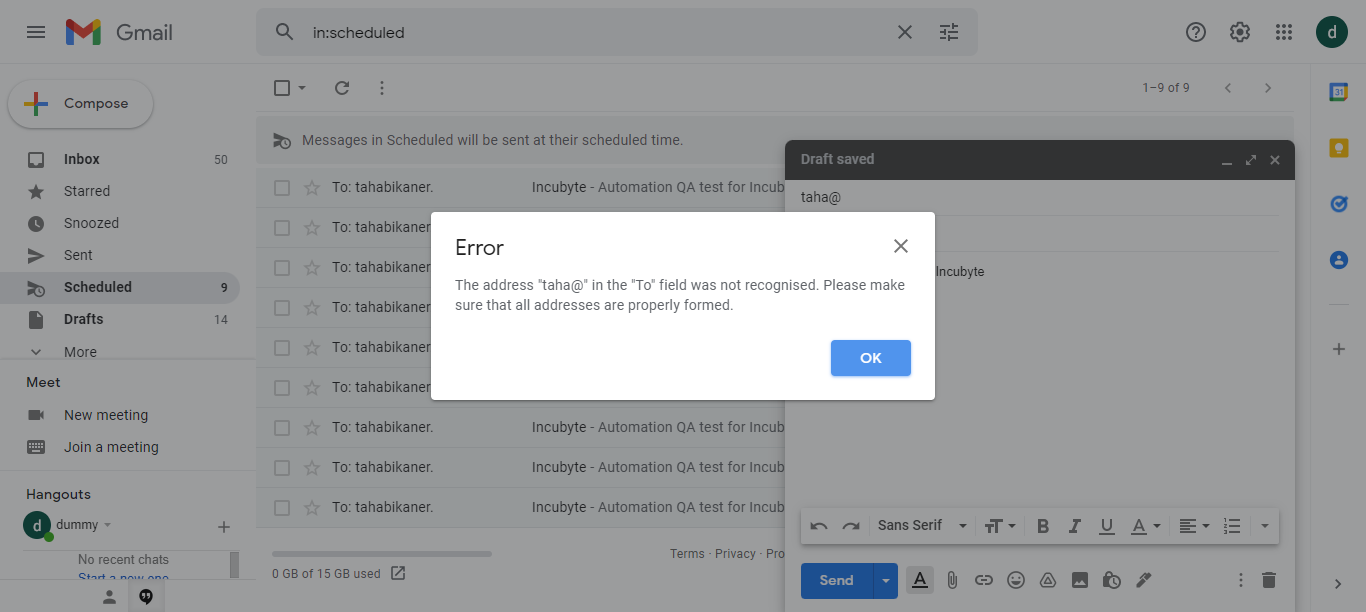 Gmail
in:scheduled
d
Compose
1–9 of 9
31
Messages in Scheduled will be sent at their scheduled time.
Inbox 50
Starred
Snoozed
Sent
Scheduled 9
Drafts 14
More
Meet
New meeting
Join a meeting
Hangouts
d dummy
No recent chats
Start a new one
To: tahabikaner. Incubyte - Automation QA test for Incub
To: tahabikaner
To: tahabikaner
To: tahabikaner
To: tahabikaner
To: tahabikaner
To: tahabikaner. Incubyte - Automation QA test for Incub
To: tahabikaner. Incubyte - Automation QA test for Incub
To: tahabikaner. Incubyte - Automation QA test for Incub
Terms · Privacy · Pro
0 GB of 15 GB used
Draft saved
taha@
Incubyte
Error
The address "taha@" in the "To" field was not recognised. Please make
sure that all addresses are properly formed.
OK
Sans Serif
B I U A
Send
A